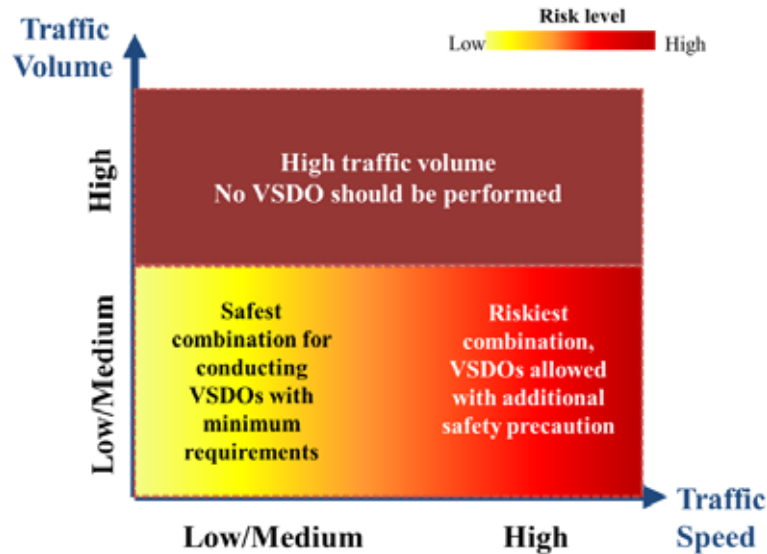 Traffic
Volume
Risk level
Low
High
High
High traffic volume
No VSDO should be performed
Low/Medium
Safest
combination for
conducting
VSDOs with
minimum
requirements
Riskiest
combination,
VSDOs allowed
with additional
safety precaution
Low/Medium
High
Traffic
Speed